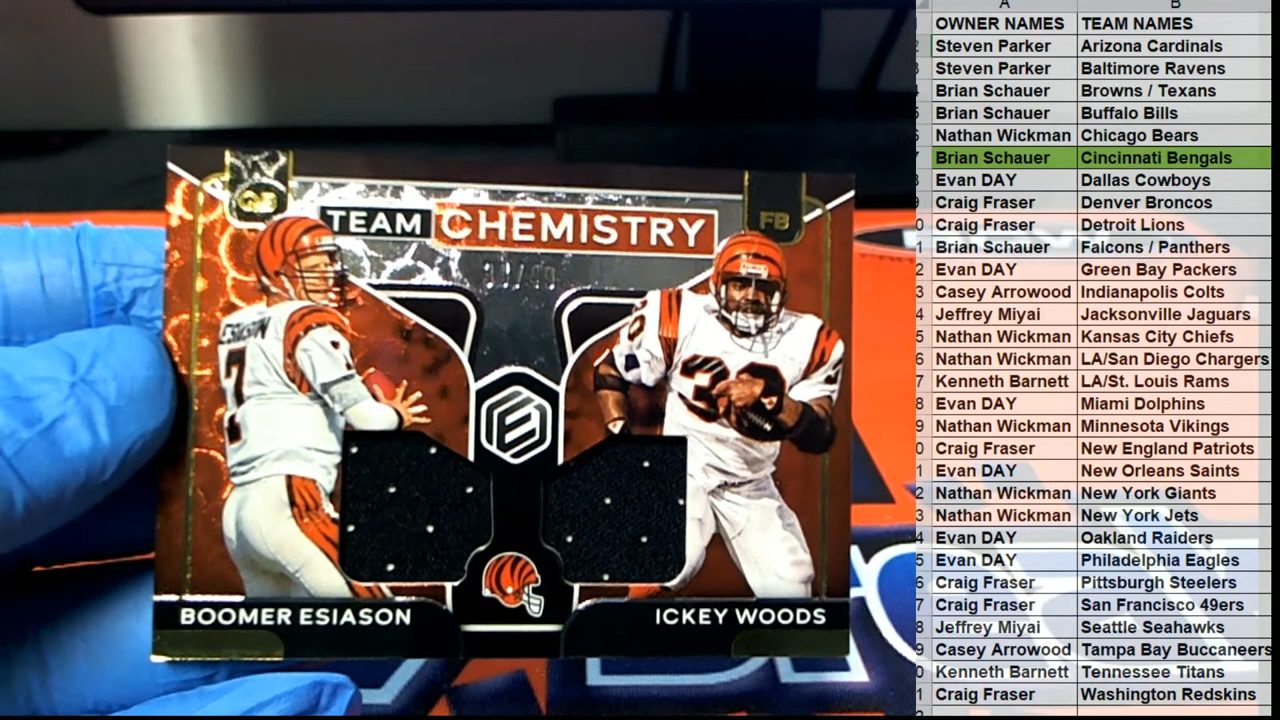 QB
TEAM CHEMISTRY
FB
ESIASON
7
30
BOOMER ESIASON
ICKEY WOODS
A B
OWNER NAMES TEAM NAMES
Steven Parker Arizona Cardinals
Steven Parker Baltimore Ravens
Brian Schauer Browns / Texans
Brian Schauer Buffalo Bills
Nathan Wickman Chicago Bears
Brian Schauer Cincinnati Bengals
Evan DAY Dallas Cowboys
Craig Fraser Denver Broncos
Craig Fraser Detroit Lions
Brian Schauer Falcons / Panthers
Evan DAY Green Bay Packers
Casey Arrowood Indianapolis Colts
Jeffrey Miyai Jacksonville Jaguars
Nathan Wickman Kansas City Chiefs
Nathan Wickman LA/San Diego Chargers
Kenneth Barnett LA/St. Louis Rams
Evan DAY Miami Dolphins
Nathan Wickman Minnesota Vikings
Craig Fraser New England Patriots
Evan DAY New Orleans Saints
Nathan Wickman New York Giants
Nathan Wickman New York Jets
Evan DAY Oakland Raiders
Evan DAY Philadelphia Eagles
Craig Fraser Pittsburgh Steelers
Craig Fraser San Francisco 49ers
Jeffrey Miyai Seattle Seahawks
Casey Arrowood Tampa Bay Buccaneers
Kenneth Barnett Tennessee Titans
Craig Fraser Washington Redskins